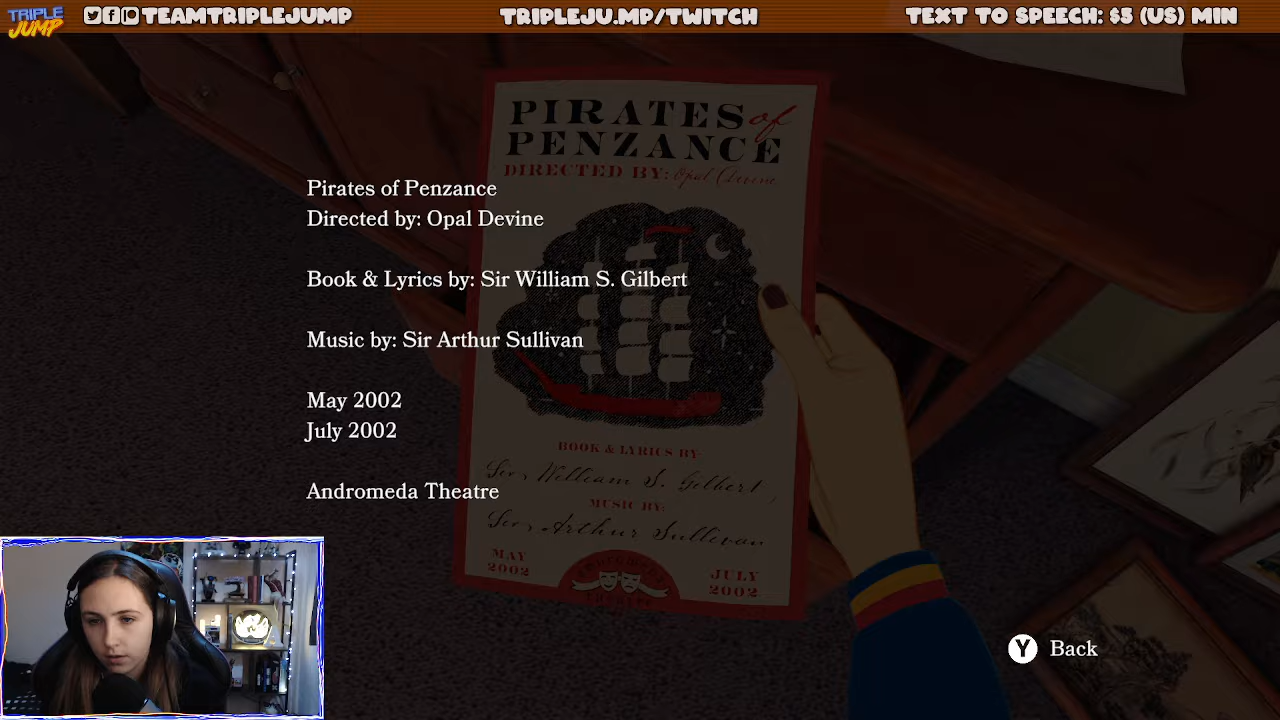 TRIPLE
JUMP
TEAMTRIPLEJUMP
TRIPLEJU.MP/TWITCH
TEXT TO SPEECH: $5 (US) MIN
PIRATES of
PENZANCE
DIRECTED BY: Opal Devine
Pirates of Penzance
Directed by: Opal Devine
Book & Lyrics by: Sir William S. Gilbert
Music by: Sir Arthur Sullivan
May 2002
July 2002
Andromeda Theatre
BOOK & LYRICS BY:
Sir William S. Gilbert,
MUSIC BY:
Sir Arthur Sullivan
MAY
2002
JULY
2002
Andromeda
Theatre
Y Back